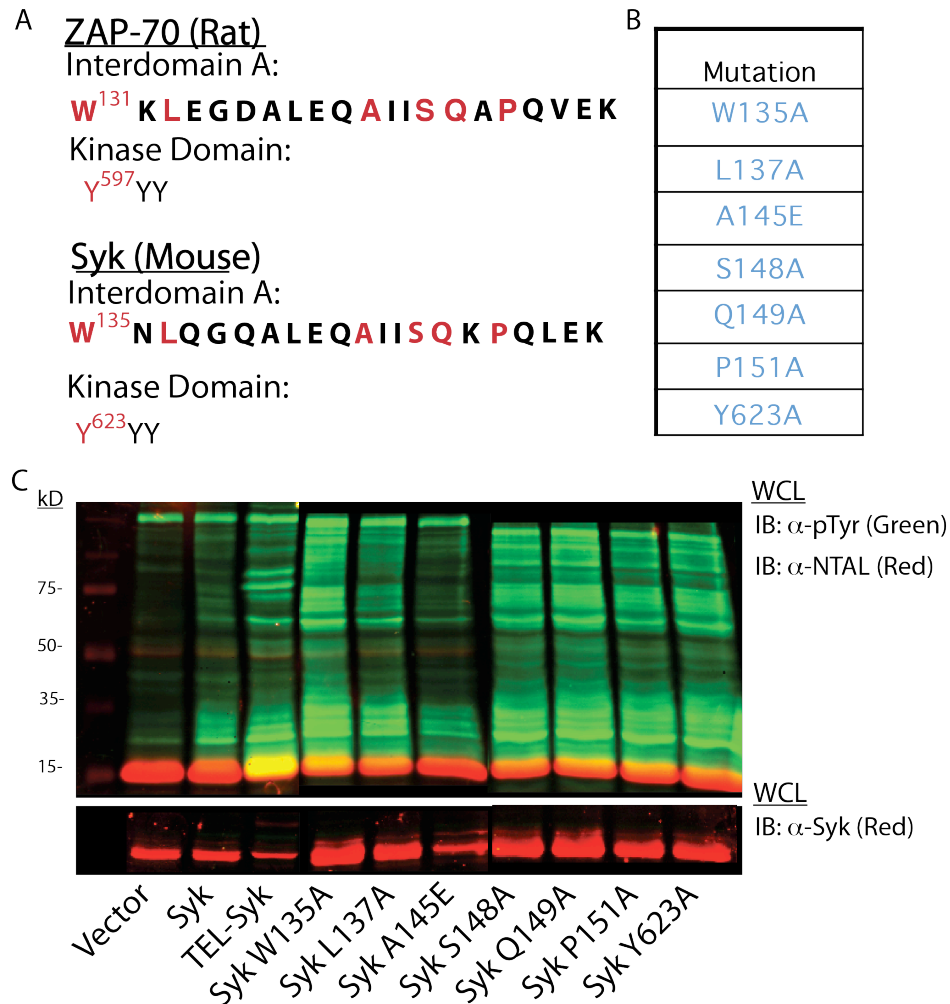 A
ZAP-70 (Rat)
Interdomain A:
W131 KLEGDALEQAIISQAPQVEK
Kinase Domain:
Y597YY
Syk (Mouse)
Interdomain A:
W135NLQGQALEQAIISQKPQLEK
Kinase Domain:
Y623YY
B
Mutation
W135A
L137A
A145E
S148A
Q149A
P151A
Y623A
C
kD
75-
50-
35-
15-
WCL
IB: α-pTyr (Green)
IB: α-NTAL (Red)
WCL
IB: α-Syk (Red)
Vector
Syk
TEL-Syk
Syk W135A
Syk L137A
Syk A145E
Syk S148A
Syk Q149A
Syk P151A
Syk Y623A